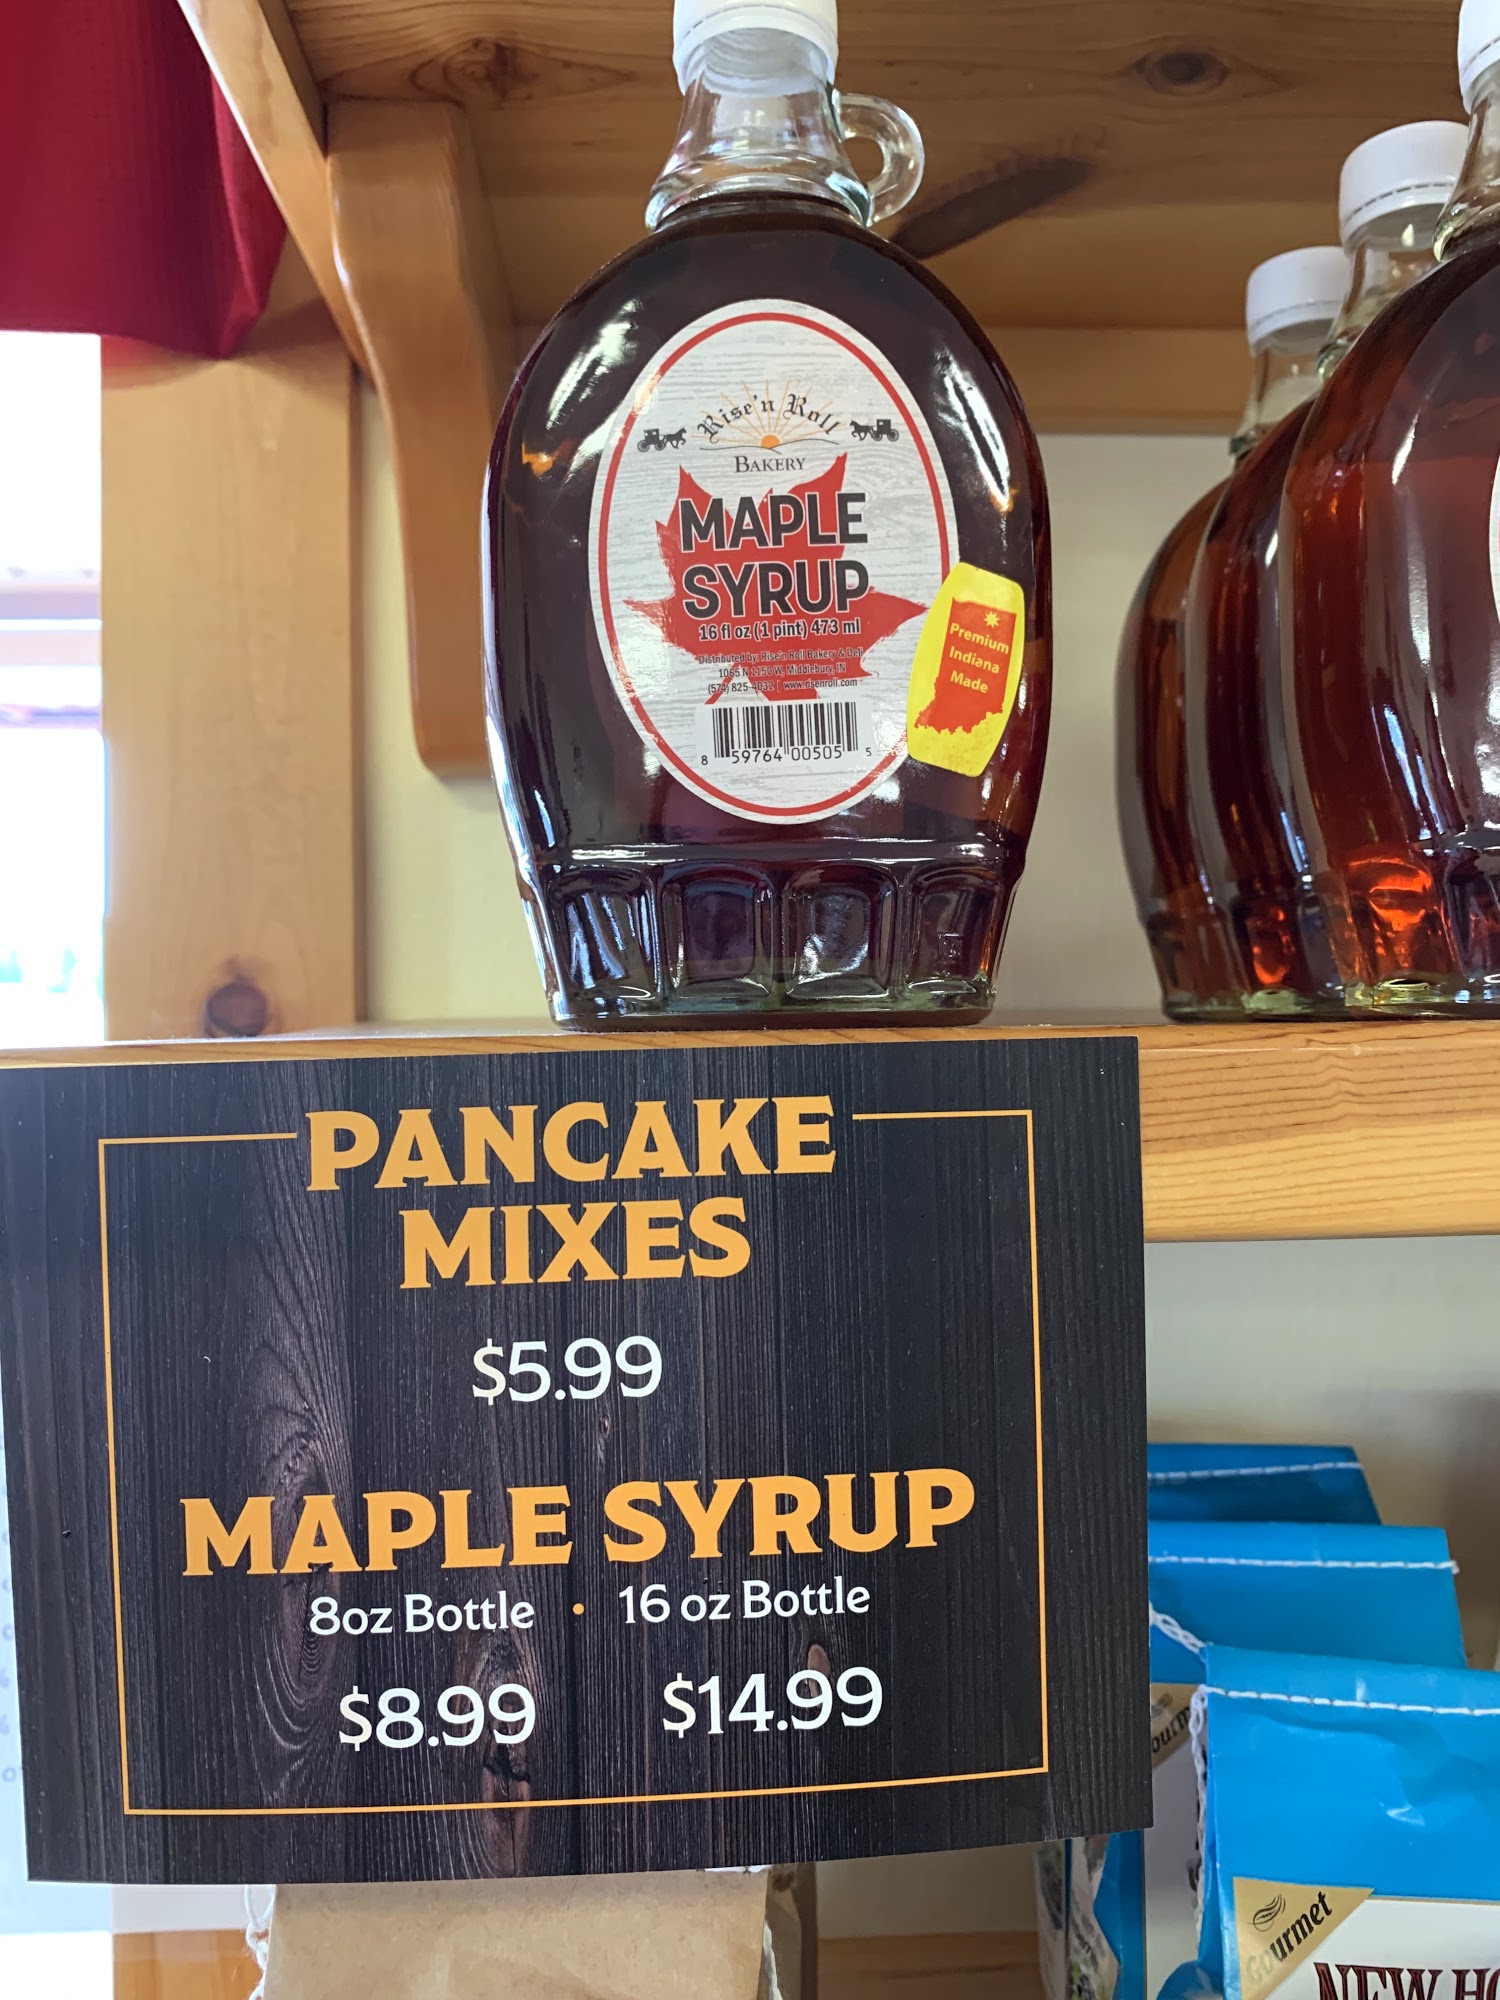 Rise'n Roll
BAKERY
MAPLE
SYRUP
16 fl oz (1 pint) 473 ml
Distributed by: Rise'n Roll Bakery & Deli
1065 N 1150 W, Middlebury, IN
(574) 825-4032 | www.risenroll.com
8 59764 00505 5
Premium
Indiana
Made
PANCAKE
MIXES
$5.99
MAPLE SYRUP
8oz Bottle • 16 oz Bottle
$8.99 $14.99
Gourmet
NEW